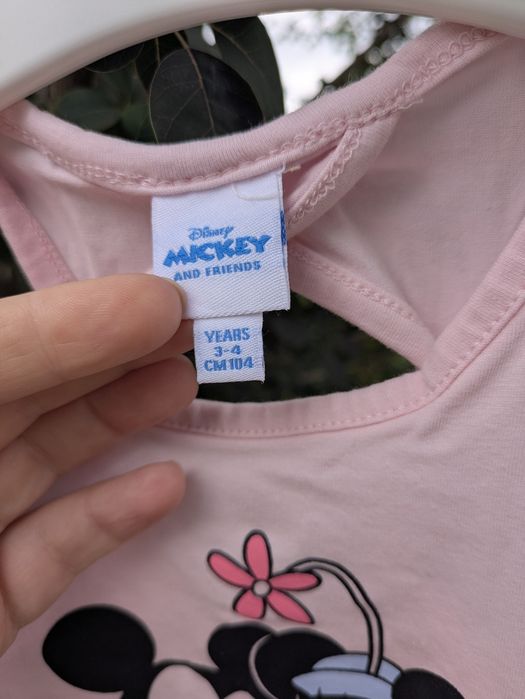 Disney
MICKEY
AND FRIENDS
YEARS
3-4
CM 104